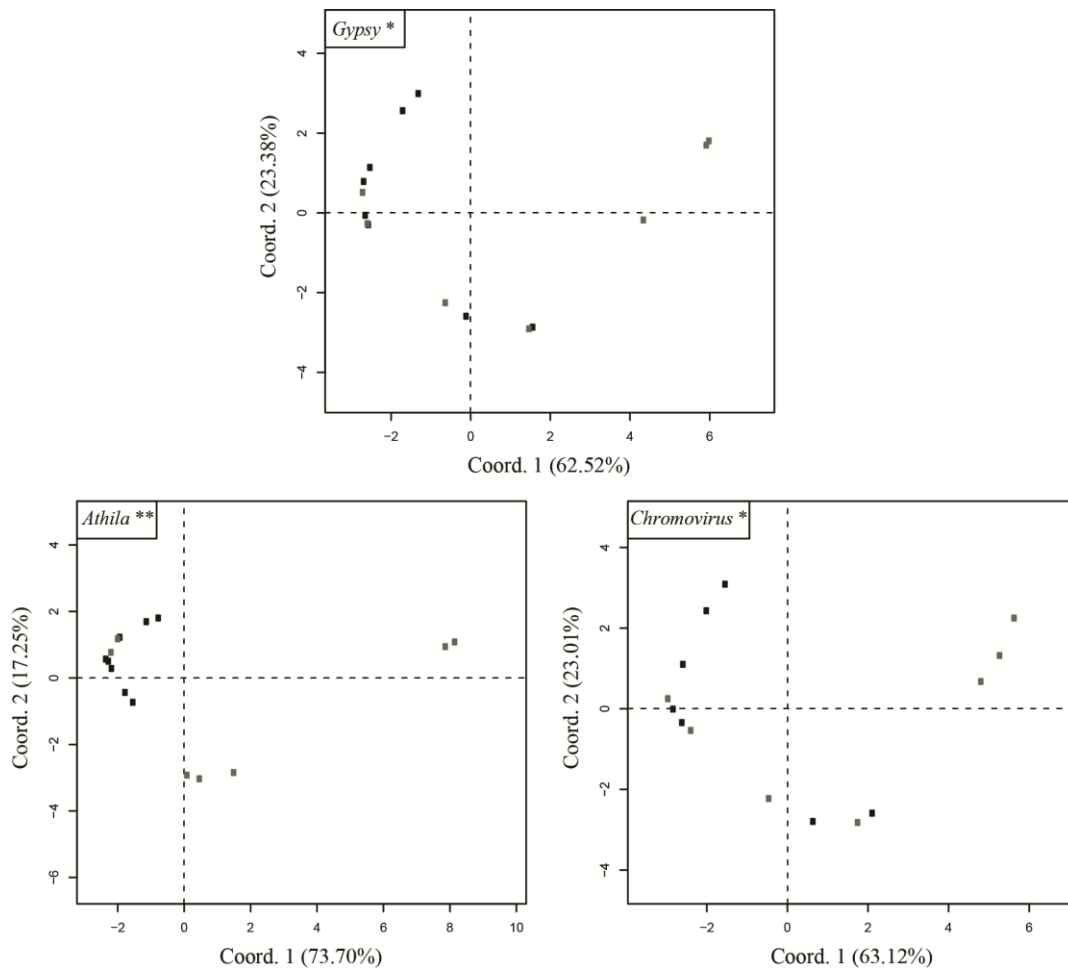 Gypsy *
4
2
0
−2
−4
Coord. 2 (23.38%)
−2 0 2 4 6
Coord. 1 (62.52%)
Athila **
4
2
0
−2
−4
−6
Coord. 2 (17.25%)
−2 0 2 4 6 8 10
Coord. 1 (73.70%)
Chromovirus *
4
2
0
−2
−4
Coord. 2 (23.01%)
−2 0 2 4 6
Coord. 1 (63.12%)